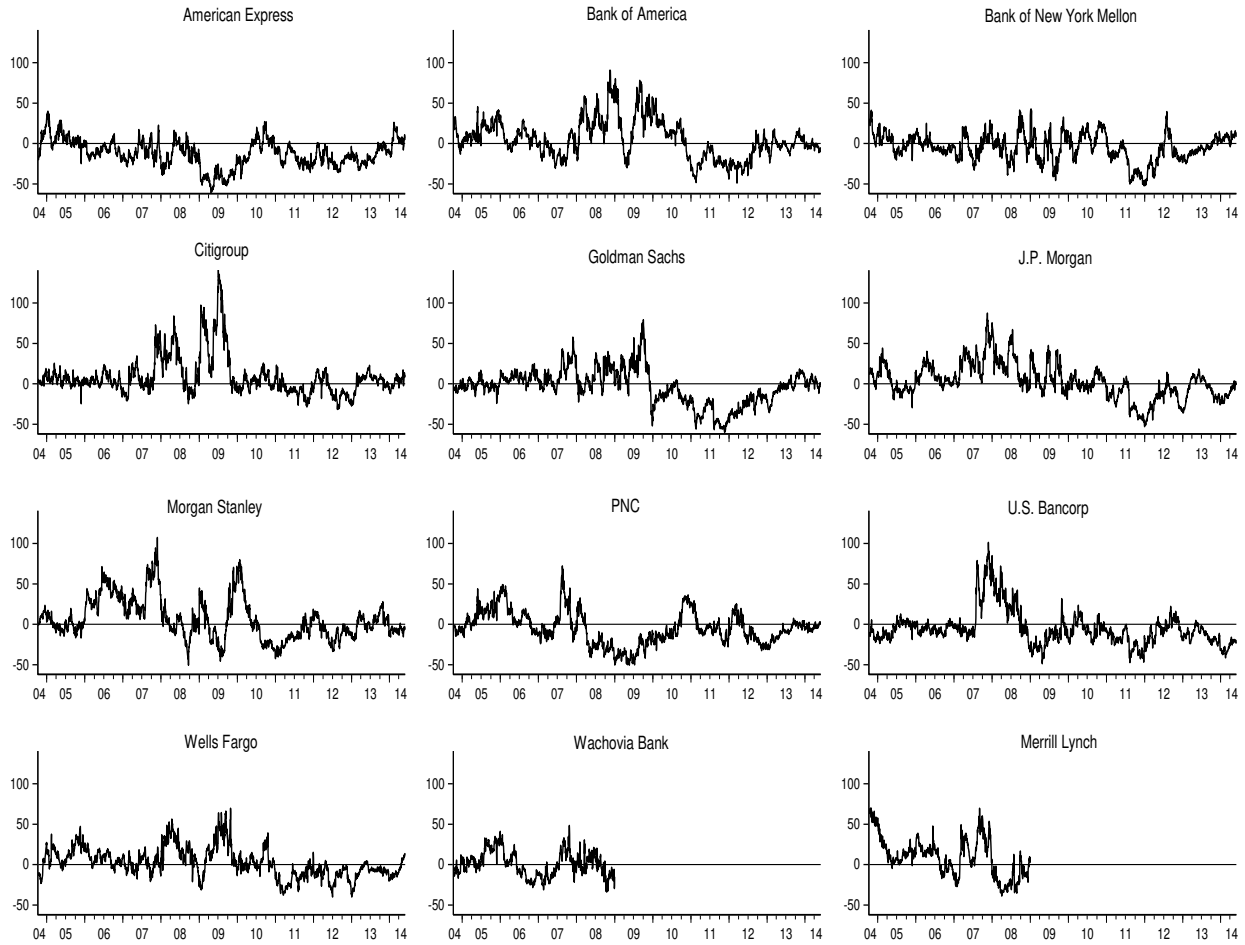 American Express Bank of America Bank of New York Mellon
100 100 100
50 50 50
0 0 0
-50 -50 -50
04 05 06 07 08 09 10 11 12 13 14 04 05 06 07 08 09 10 11 12 13 14 04 05 06 07 08 09 10 11 12 13 14
Citigroup Goldman Sachs J.P. Morgan
100 100 100
50 50 50
0 0 0
-50 -50 -50
04 05 06 07 08 09 10 11 12 13 14 04 05 06 07 08 09 10 11 12 13 14 04 05 06 07 08 09 10 11 12 13 14
Morgan Stanley PNC U.S. Bancorp
100 100 100
50 50 50
0 0 0
-50 -50 -50
04 05 06 07 08 09 10 11 12 13 14 04 05 06 07 08 09 10 11 12 13 14 04 05 06 07 08 09 10 11 12 13 14
Wells Fargo Wachovia Bank Merrill Lynch
100 100 100
50 50 50
0 0 0
-50 -50 -50
04 05 06 07 08 09 10 11 12 13 14 04 05 06 07 08 09 10 11 12 13 14 04 05 06 07 08 09 10 11 12 13 14